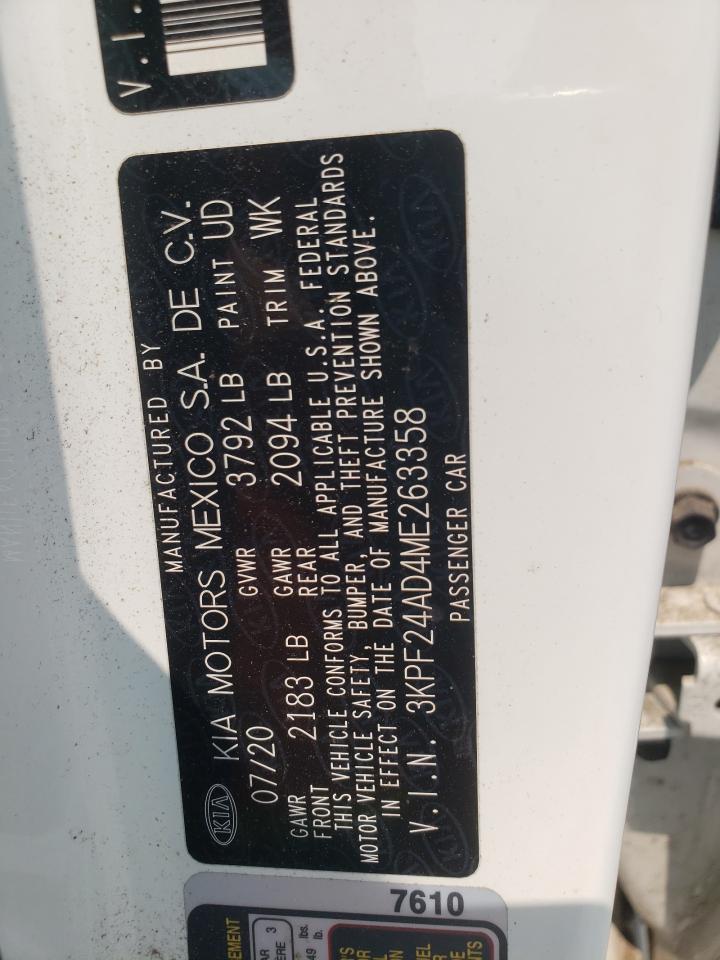 V.I.
MANUFACTURED BY
KIA KIA MOTORS MEXICO S.A. DE C.V.
07/20 GVWR 3792 LB PAINT UD
GAWR FRONT 2183 LB GAWR REAR 2094 LB TRIM WK
THIS VEHICLE CONFORMS TO ALL APPLICABLE U.S.A. FEDERAL
MOTOR VEHICLE SAFETY, BUMPER, AND THEFT PREVENTION STANDARDS
IN EFFECT ON THE DATE OF MANUFACTURE SHOWN ABOVE.
V.I.N. 3KPF24AD4ME263358
PASSENGER CAR
7610